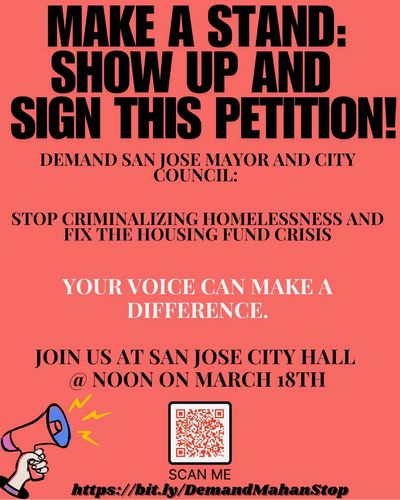 MAKE A STAND:
SHOW UP AND
SIGN THIS PETITION!
DEMAND SAN JOSE MAYOR AND CITY
COUNCIL:
STOP CRIMINALIZING HOMELESSNESS AND
FIX THE HOUSING FUND CRISIS
YOUR VOICE CAN MAKE A
DIFFERENCE.
JOIN US AT SAN JOSE CITY HALL
@ NOON ON MARCH 18TH
SCAN ME
https://bit.ly/DemandMahanStop